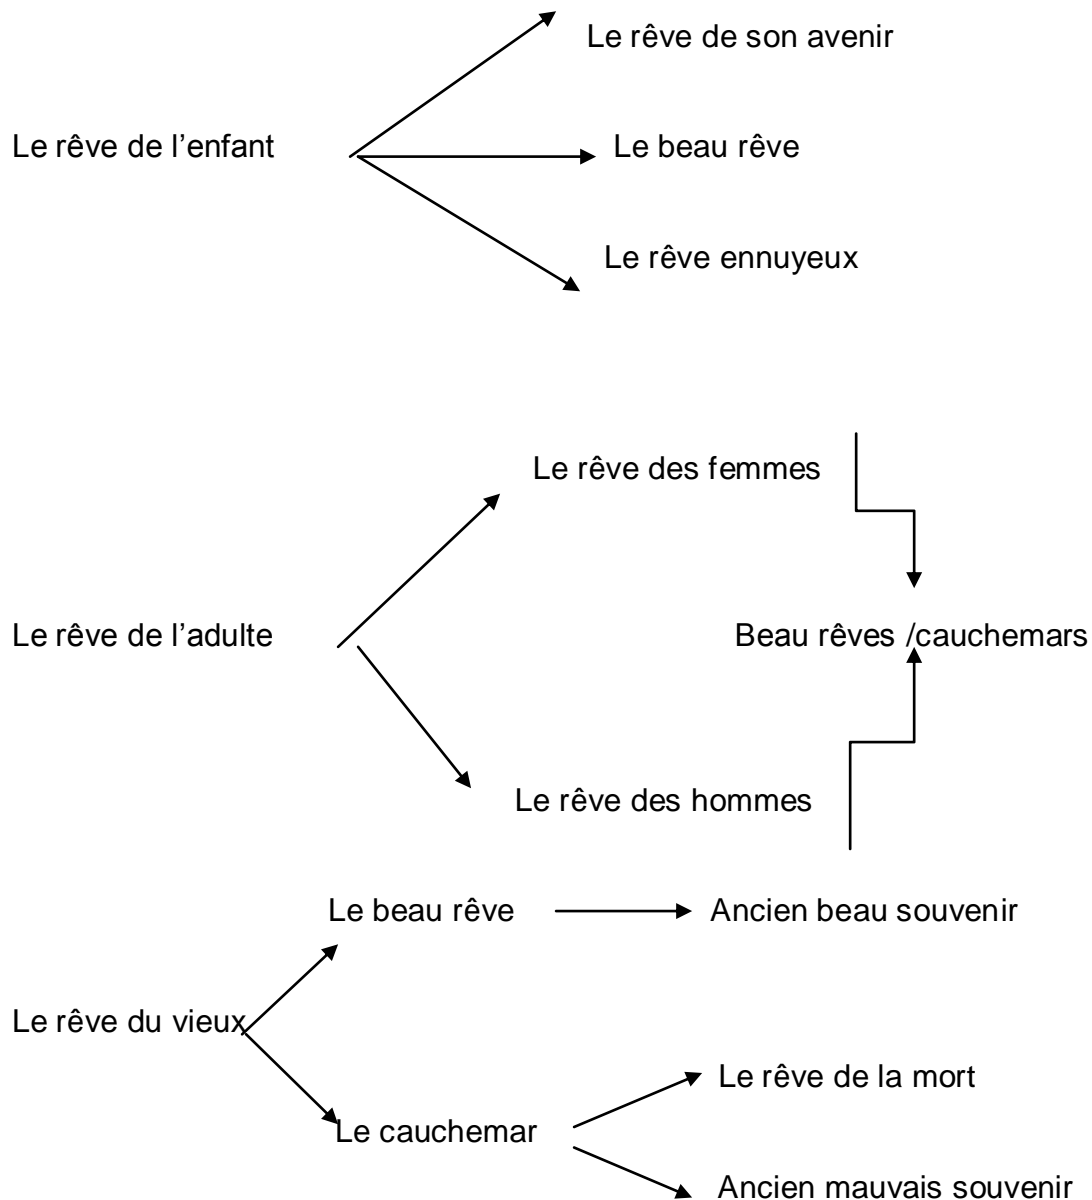 Le rêve de son avenir
Le rêve de l’enfant
Le beau rêve
Le rêve ennuyeux
Le rêve des femmes
Le rêve de l’adulte
Beau rêves /cauchemars
Le rêve des hommes
Le beau rêve
Ancien beau souvenir
Le rêve du vieux
Le rêve de la mort
Le cauchemar
Ancien mauvais souvenir